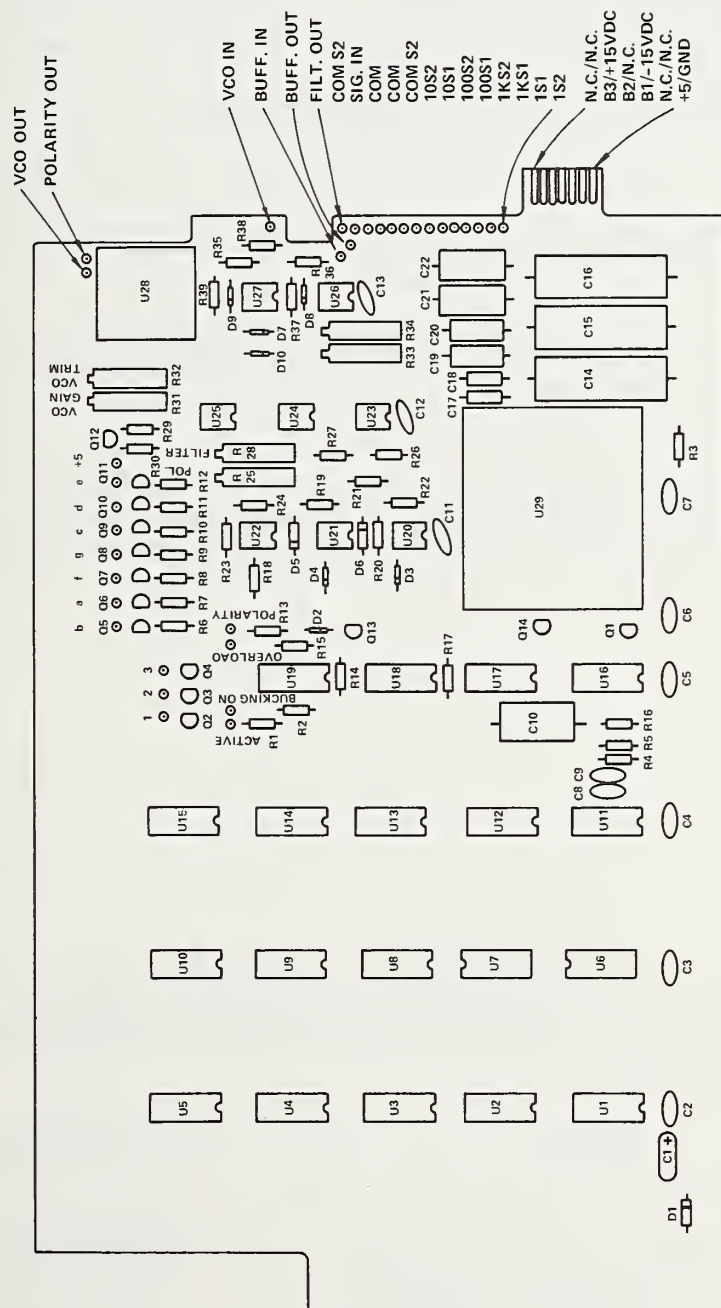 VCO OUT
POLARITY OUT
VCO IN
BUFF. IN
BUFF. OUT
FILT. OUT
COM S2
SIG. IN
COM
COM
COM S2
10S2
10S1
100S2
100S1
1KS2
1KS1
1S1
1S2
N.C./N.C.
B3/+15VDC
B2/N.C.
B1/-15VDC
N.C./N.C.
+5/GND
U28
R39
R35
R38
D9
U27
R37
D8
R36
U26
C13
D7
D10
R34
R33
C22
C21
C20
C19
C18
C17
C16
C15
C14
VCO TRIM
R32
VCO GAIN
R31
U25
U24
U23
C12
Q12
R29
R30
FILTER
R 28
POL.
R 25
R27
R26
R24
R19
R21
R22
R23
U22
D5
U21
D6
R20
U20
C11
R18
D4
D3
U29
R3
+5
e
d
c
g
f
a
b
Q11
Q10
Q9
Q8
Q7
Q6
Q5
R12
R11
R10
R9
R8
R7
R6
POLARITY
R13
D2
Q13
R15
OVERLOAD
3
2
1
Q4
Q3
Q2
BUCKING ON
ACTIVE
R1
R2
U19
R14
U18
R17
U17
Q14
Q1
U16
C7
C6
C5
C10
R16
R5
R4
C9
C8
U15
U14
U13
U12
U11
C4
U10
U9
U8
U7
U6
C3
U5
U4
U3
U2
U1
C2
C1 +
D1